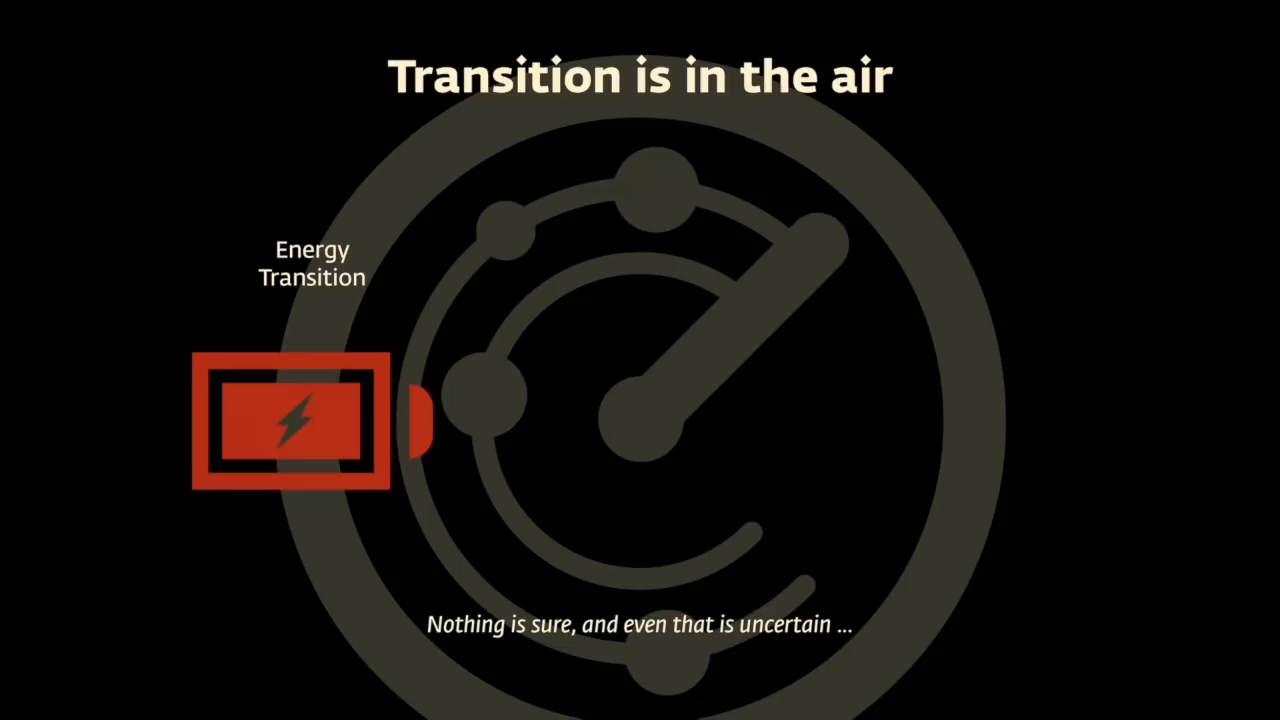 Transition is in the air
Energy
Transition
Nothing is sure, and even that is uncertain ...